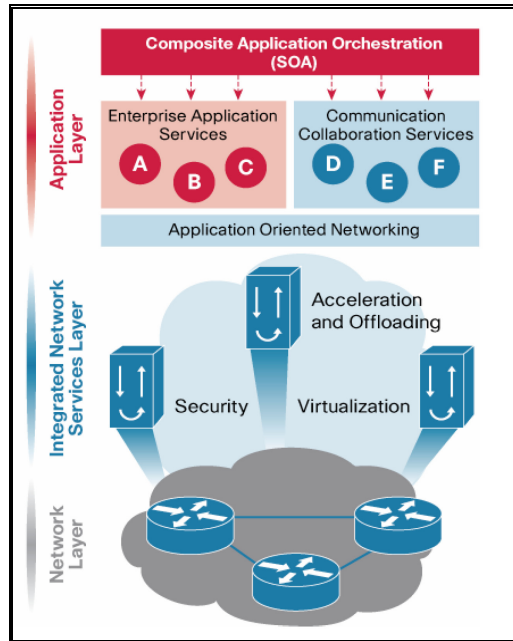 Composite Application Orchestration
(SOA)
Enterprise Application
Services
A
B
C
Communication
Collaboration Services
D
E
F
Application Oriented Networking
Application
Layer
Acceleration
and Offloading
Security
Virtualization
Integrated Network
Services Layer
Network
Layer